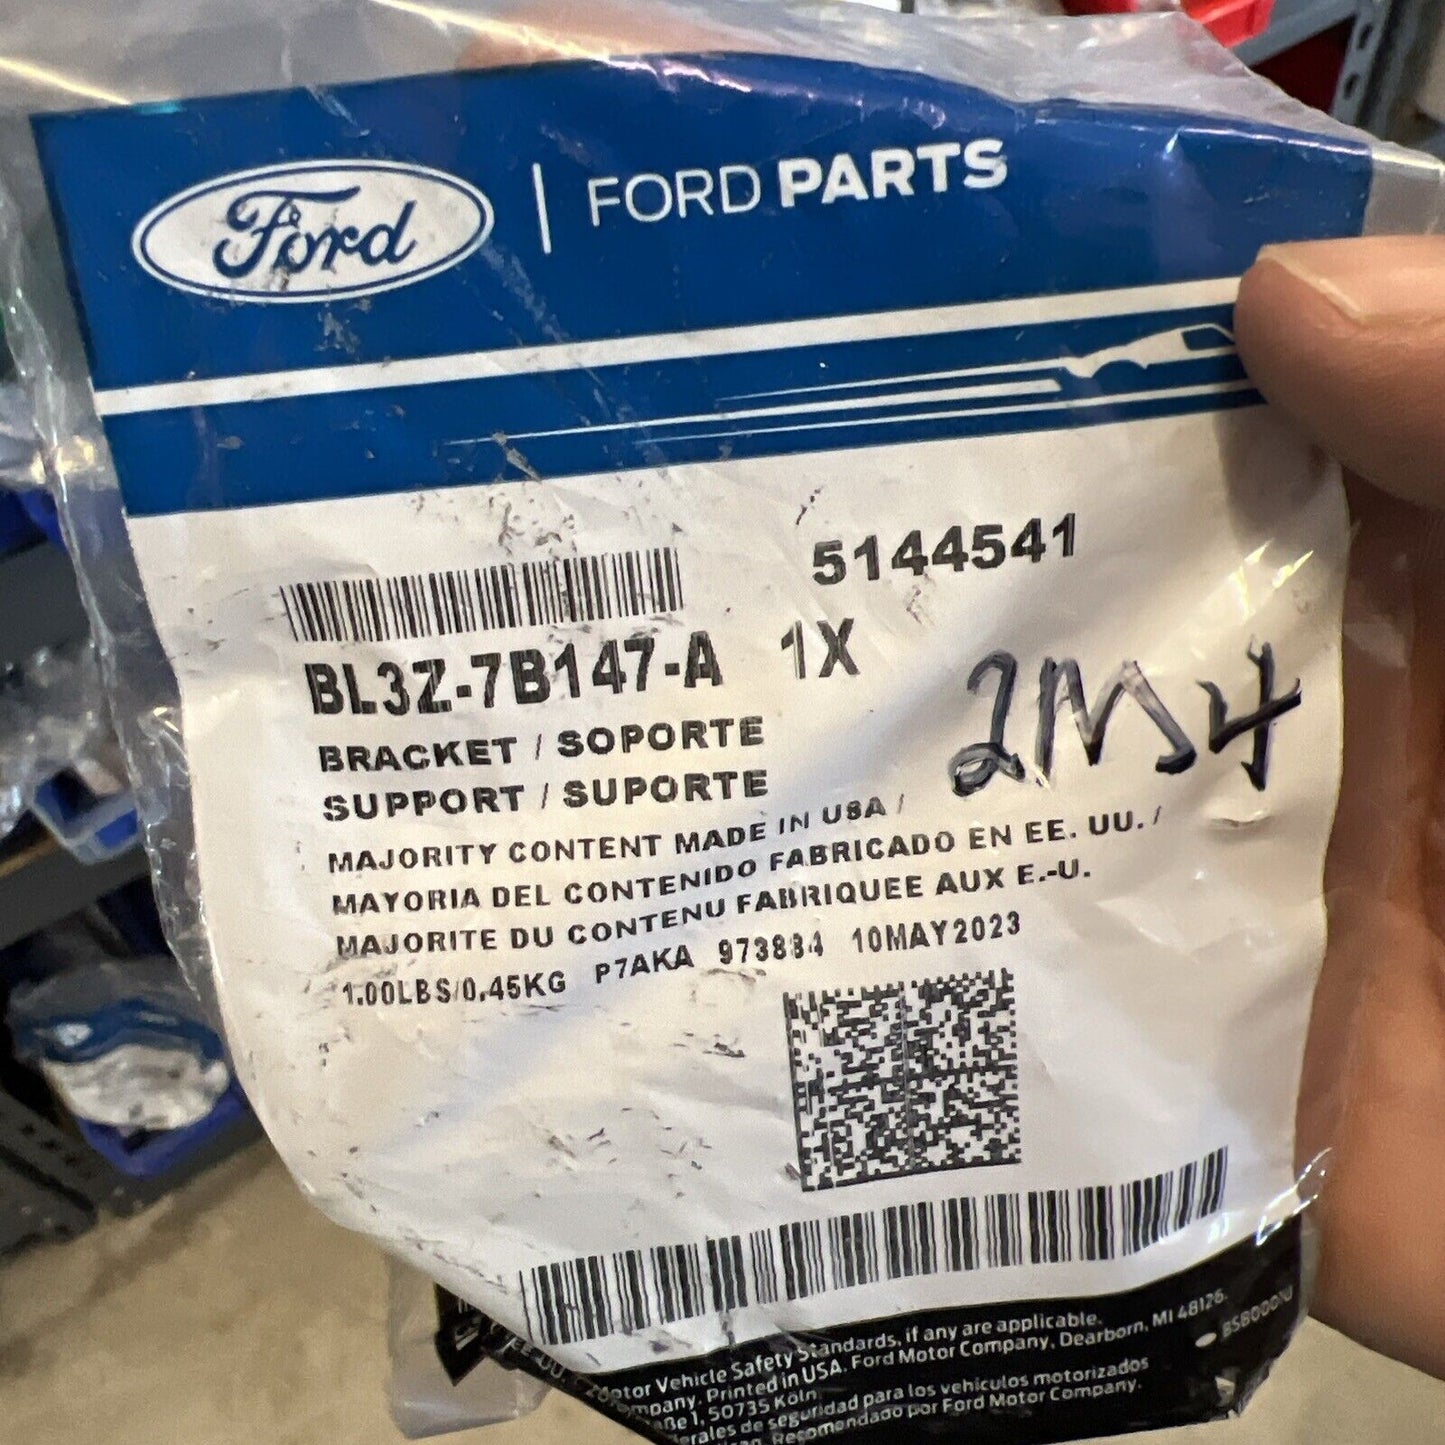 Ford | FORD PARTS
5144541
BL3Z-7B147-A 1X
2M34
BRACKET / SOPORTE
SUPPORT / SUPORTE
MAJORITY CONTENT MADE IN USA /
MAYORIA DEL CONTENIDO FABRICADO EN EE. UU. /
MAJORITE DU CONTENU FABRIQUEE AUX E.-U.
1.00LBS/0.45KG P7AKA 973884 10MAY2023
Vehicle Safety Standards, if any are applicable.
Printed in USA. Ford Motor Company, Dearborn, MI 48126.
1, 50735 Köln
de seguridad para los vehículos motorizados
Recomendado por Ford Motor Company.